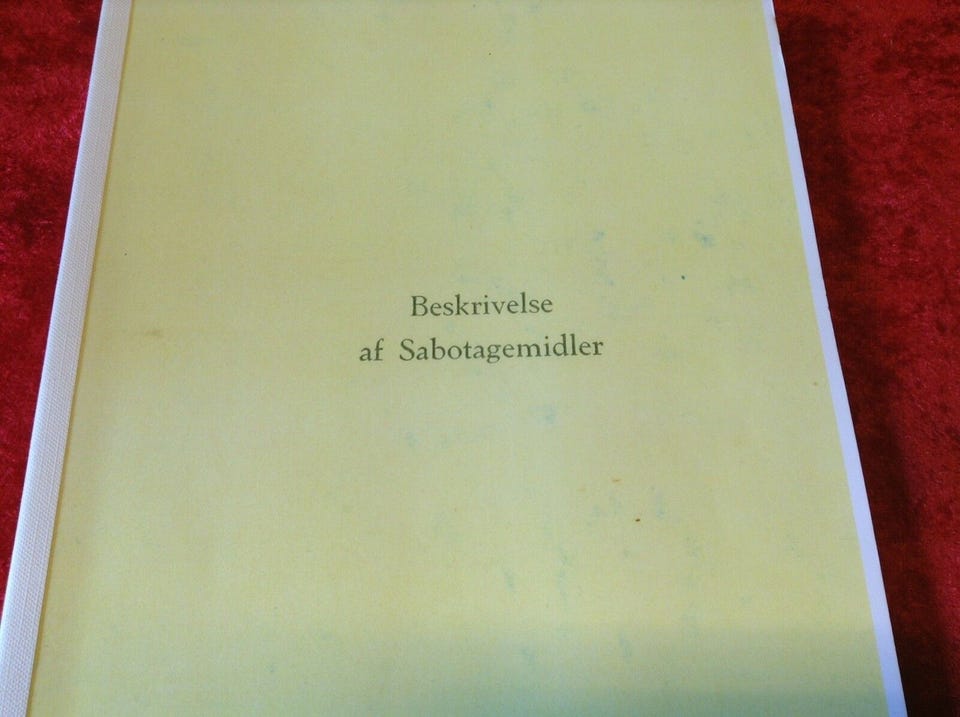 Beskrivelse
af Sabotagemidler